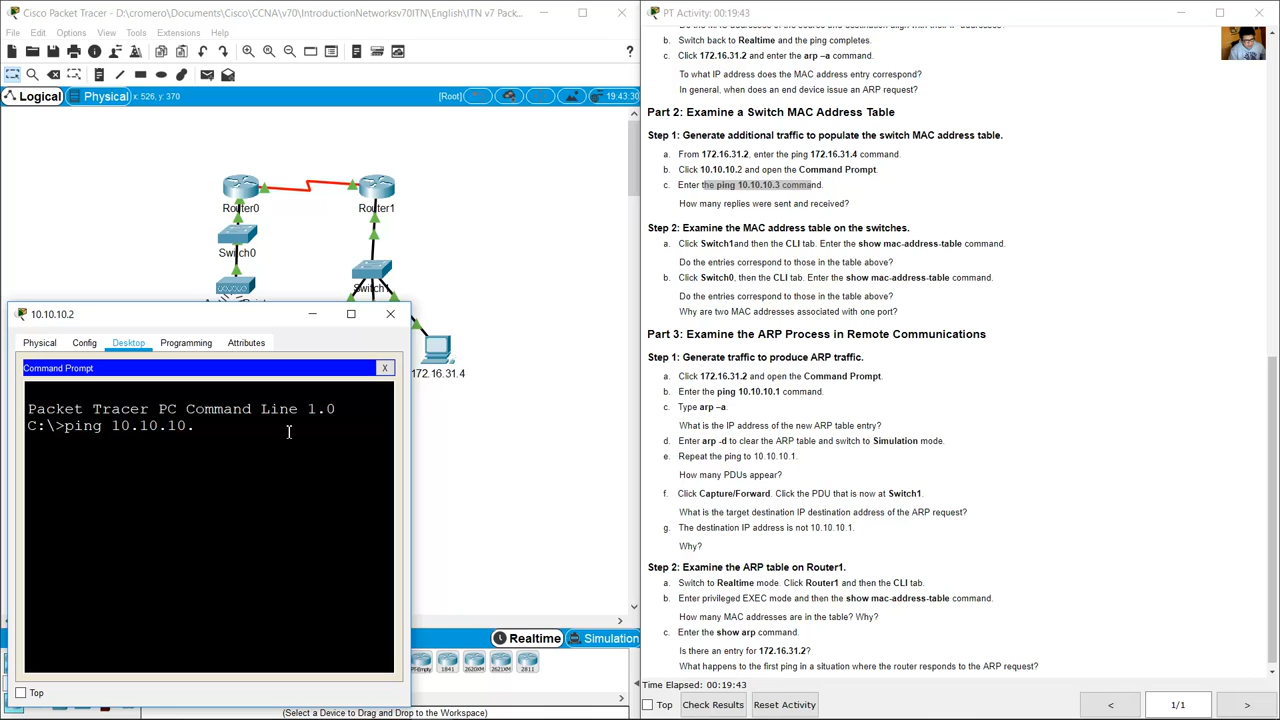 Cisco Packet Tracer - C:\Users\cromero\Documents\Cisco\CCNA\v70\IntroductionNetworksv70ITN\English\ITN v7 Pack...
File Edit Options View Tools Extensions Help
?
Logical Physical x: 526, y: 370 [Root] 19:43:30
Router0 Router1
Switch0
Switch1
172.16.31.4
10.10.10.2
Physical Config Desktop Programming Attributes
Command Prompt X
Packet Tracer PC Command Line 1.0
C:\>ping 10.10.10.
Top
Realtime Simulation
1841 2620XM 2621XM 2811
(Select a Device to Drag and Drop to the Workspace)
PT Activity: 00:19:43
b. Switch back to Realtime and the ping completes.
c. Click 172.16.31.2 and enter the arp –a command.
To what IP address does the MAC address entry correspond?
In general, when does an end device issue an ARP request?
Part 2: Examine a Switch MAC Address Table
Step 1: Generate additional traffic to populate the switch MAC address table.
a. From 172.16.31.2, enter the ping 172.16.31.4 command.
b. Click 10.10.10.2 and open the Command Prompt.
c. Enter the ping 10.10.10.3 command.
How many replies were sent and received?
Step 2: Examine the MAC address table on the switches.
a. Click Switch1and then the CLI tab. Enter the show mac-address-table command.
Do the entries correspond to those in the table above?
b. Click Switch0, then the CLI tab. Enter the show mac-address-table command.
Do the entries correspond to those in the table above?
Why are two MAC addresses associated with one port?
Part 3: Examine the ARP Process in Remote Communications
Step 1: Generate traffic to produce ARP traffic.
a. Click 172.16.31.2 and open the Command Prompt.
b. Enter the ping 10.10.10.1 command.
c. Type arp –a.
What is the IP address of the new ARP table entry?
d. Enter arp -d to clear the ARP table and switch to Simulation mode.
e. Repeat the ping to 10.10.10.1.
How many PDUs appear?
f. Click Capture/Forward. Click the PDU that is now at Switch1.
What is the target destination IP destination address of the ARP request?
g. The destination IP address is not 10.10.10.1.
Why?
Step 2: Examine the ARP table on Router1.
a. Switch to Realtime mode. Click Router1 and then the CLI tab.
b. Enter privileged EXEC mode and then the show mac-address-table command.
How many MAC addresses are in the table? Why?
c. Enter the show arp command.
Is there an entry for 172.16.31.2?
What happens to the first ping in a situation where the router responds to the ARP request?
Time Elapsed: 00:19:43
Top Check Results Reset Activity < 1/1 >